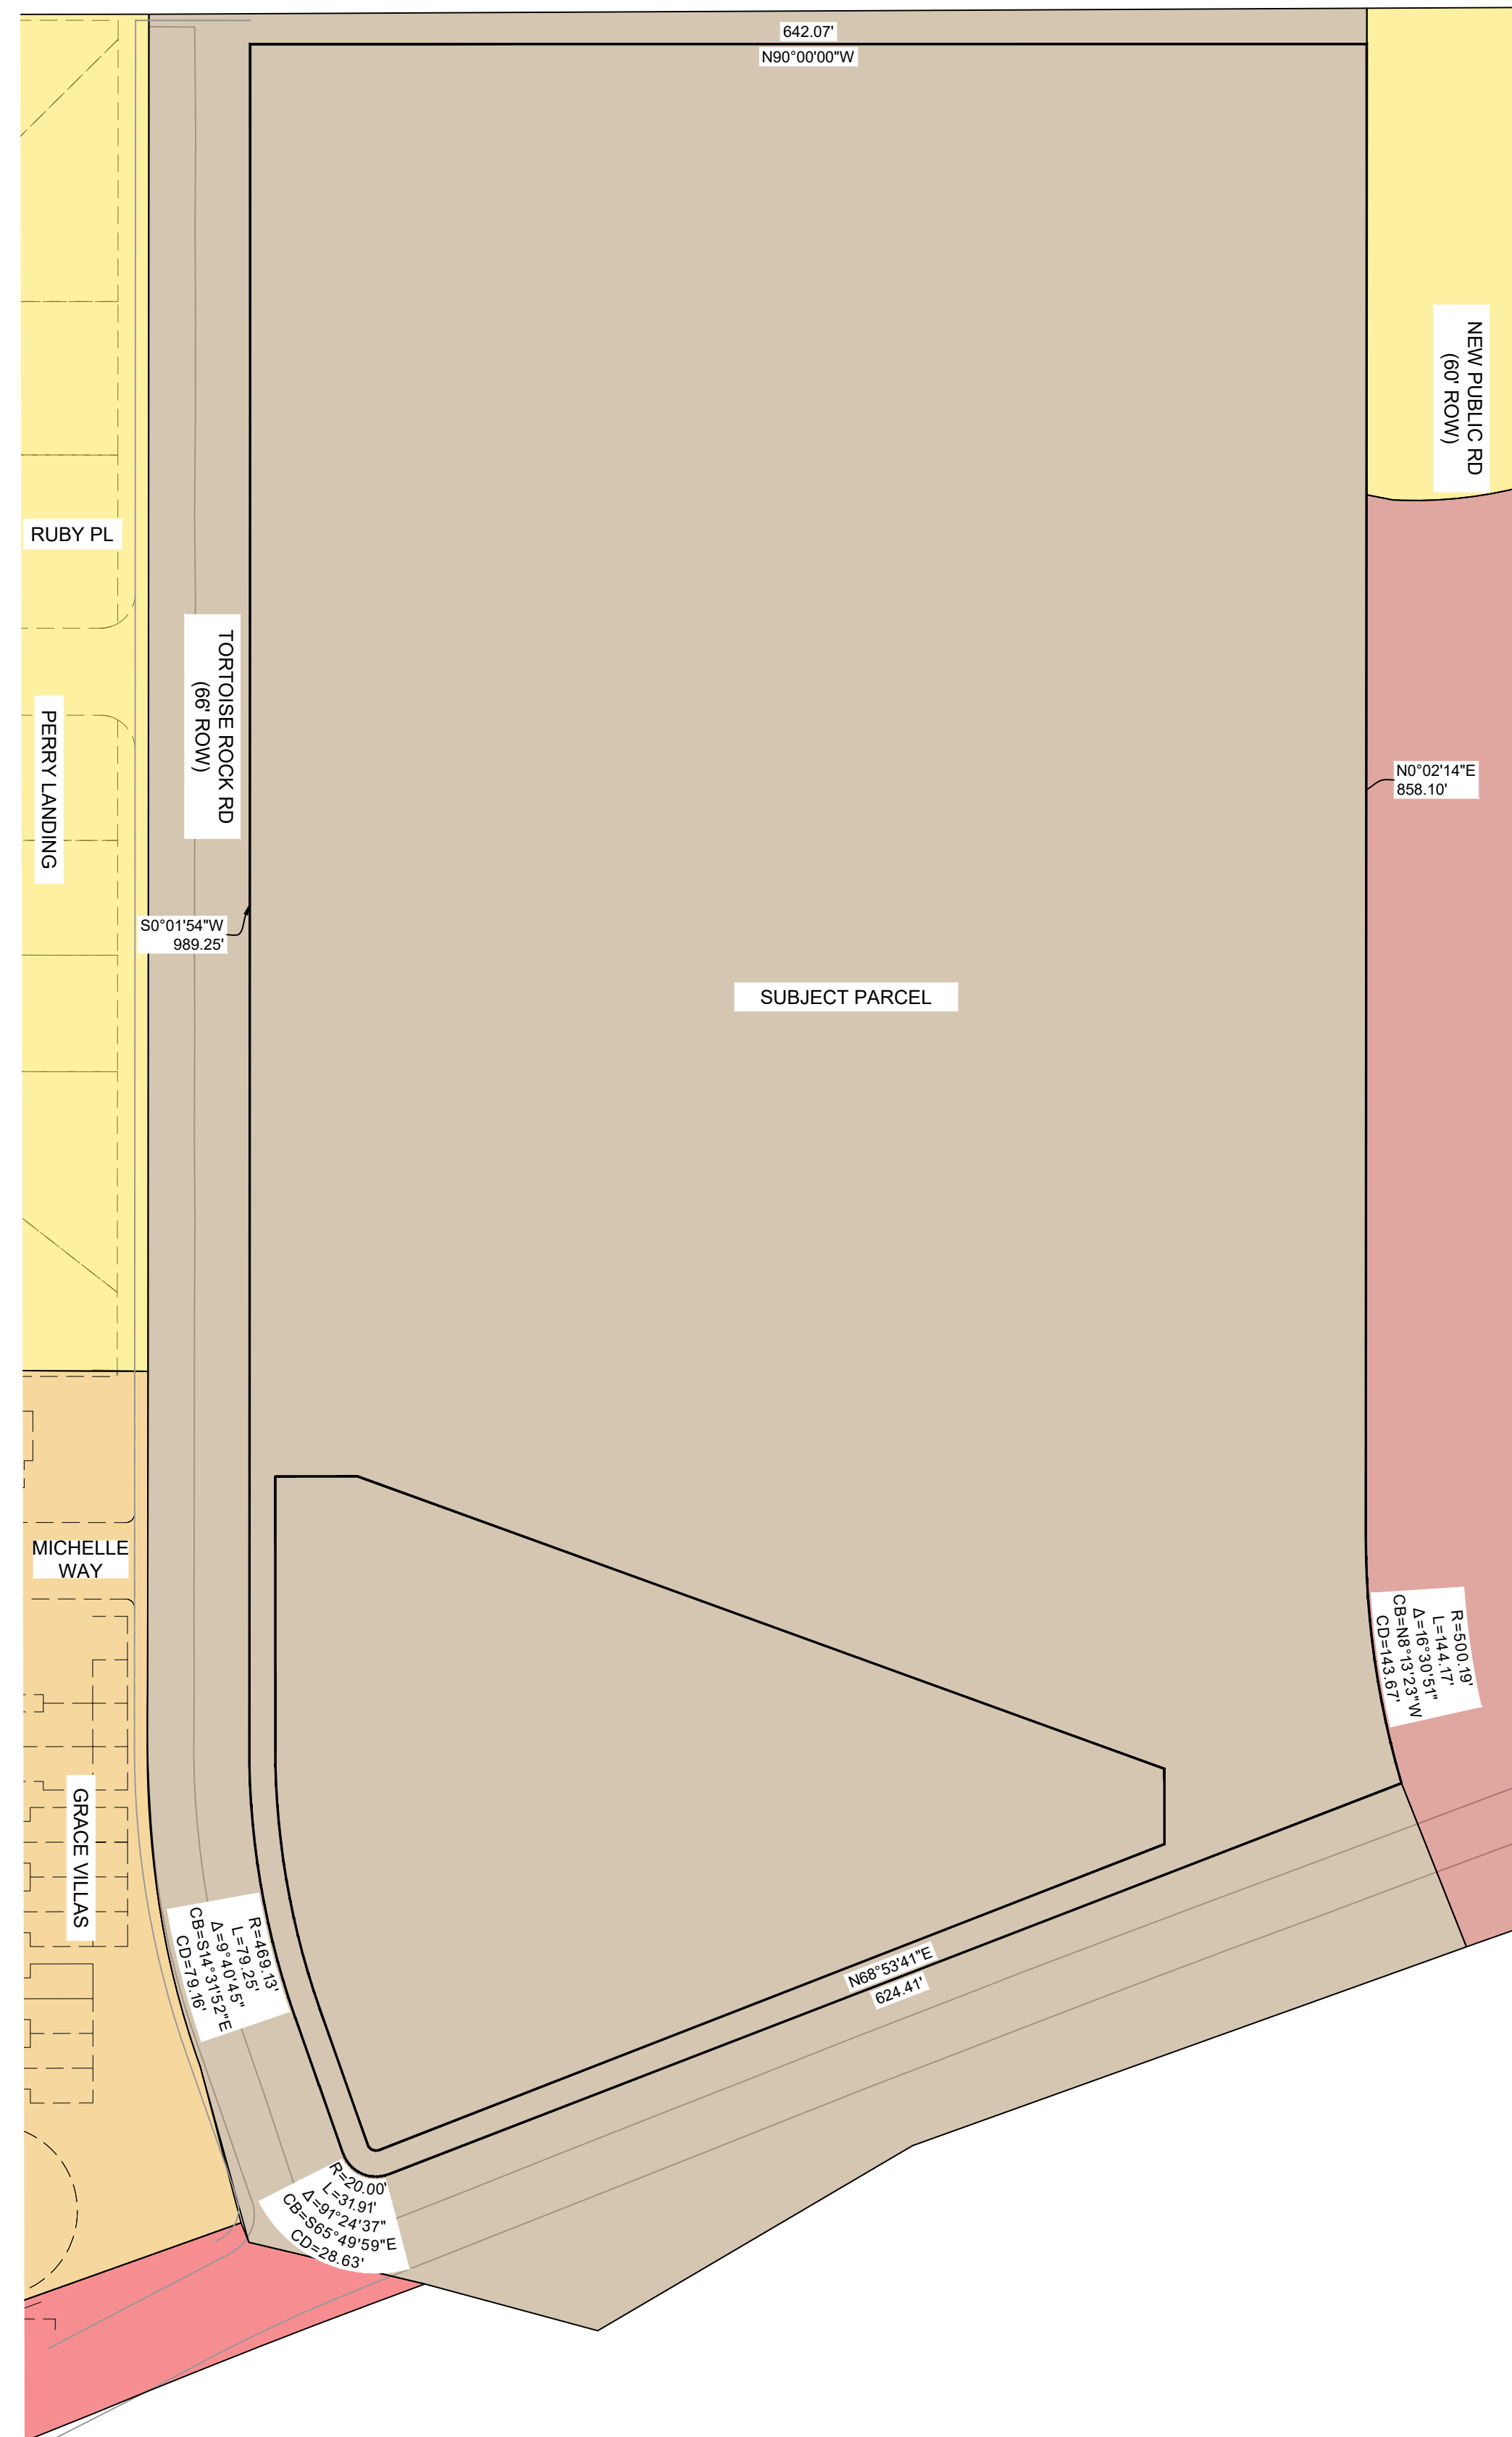 642.07'
N90°00'00"W
NEW PUBLIC RD
(60' ROW)
RUBY PL
TORTOISE ROCK RD
(66' ROW)
PERRY LANDING
N0°02'14"E
858.10'
S0°01'54"W
989.25'
SUBJECT PARCEL
MICHELLE
WAY
R=500.19'
L=144.17'
Δ=16°30'51"
CB=N8°13'23"W
CD=143.67'
GRACE VILLAS
R=469.13'
L=79.25'
Δ=9°40'45"
CB=S14°31'52"E
CD=79.16'
N68°53'41"E
624.41'
R=20.00'
L=31.91'
Δ=91°24'37"
CB=S65°49'59"E
CD=28.63'